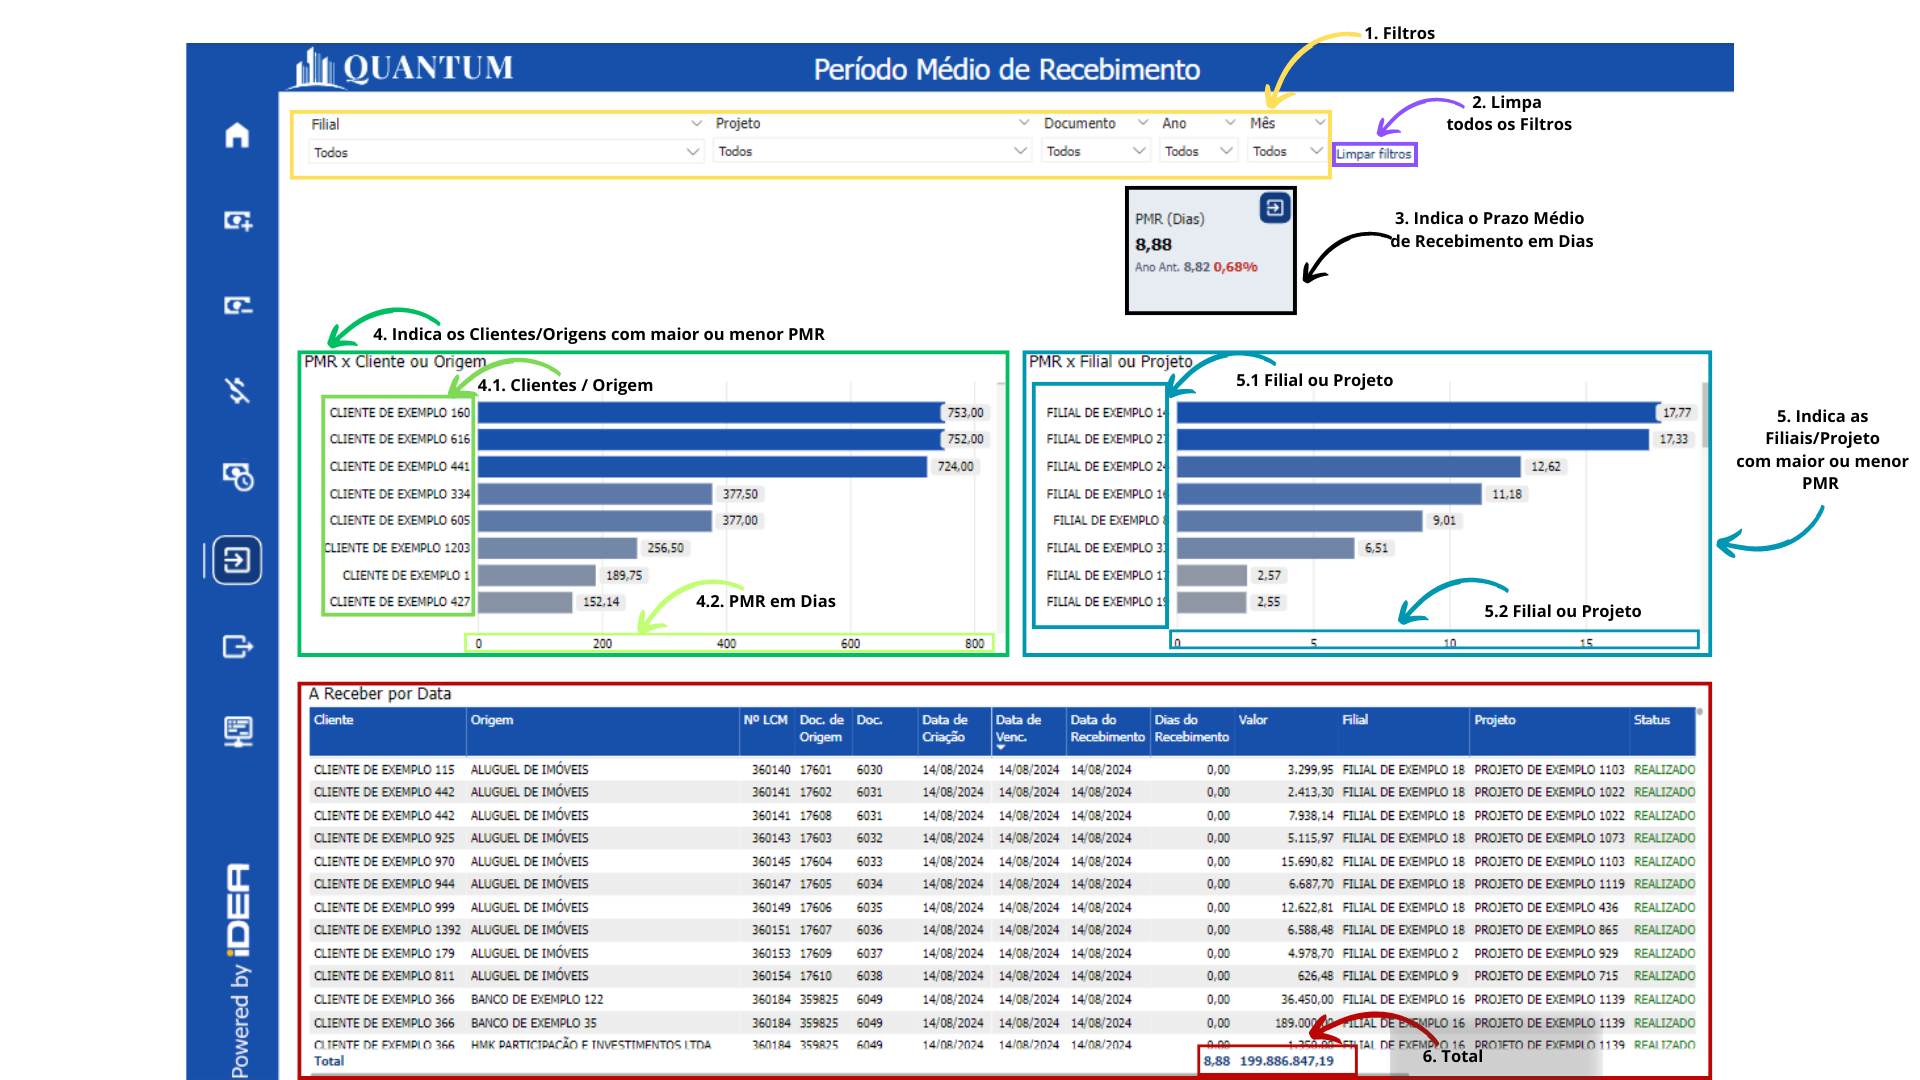 1. Filtros
QUANTUM
Período Médio de Recebimento
2. Limpa
todos os Filtros
Filial
Projeto
Documento
Ano
Mês
Todos
Todos
Todos
Todos
Todos
Limpar filtros
PMR (Dias)
8,88
Ano Ant. 8,82 0,68%
3. Indica o Prazo Médio
de Recebimento em Dias
4. Indica os Clientes/Origens com maior ou menor PMR
PMR x Cliente ou Origem
4.1. Clientes / Origem
CLIENTE DE EXEMPLO 160 753,00
CLIENTE DE EXEMPLO 616 752,00
CLIENTE DE EXEMPLO 441 724,00
CLIENTE DE EXEMPLO 334 377,50
CLIENTE DE EXEMPLO 605 377,00
CLIENTE DE EXEMPLO 1203 256,50
CLIENTE DE EXEMPLO 1 189,75
CLIENTE DE EXEMPLO 427 152,14
4.2. PMR em Dias
0 200 400 600 800
PMR x Filial ou Projeto
5.1 Filial ou Projeto
FILIAL DE EXEMPLO 17,77
FILIAL DE EXEMPLO 17,33
FILIAL DE EXEMPLO 12,62
FILIAL DE EXEMPLO 11,18
FILIAL DE EXEMPLO 9,01
FILIAL DE EXEMPLO 6,51
FILIAL DE EXEMPLO 2,57
FILIAL DE EXEMPLO 2,55
5.2 Filial ou Projeto
0 5 10 15
5. Indica as
Filiais/Projeto
com maior ou menor
PMR
A Receber por Data
Cliente Origem Nº LCM Doc. de Origem Doc. Data de Criação Data de Venc. Data do Recebimento Dias do Recebimento Valor Filial Projeto Status
CLIENTE DE EXEMPLO 115 ALUGUEL DE IMÓVEIS 360140 17601 6030 14/08/2024 14/08/2024 14/08/2024 0,00 3.299,95 FILIAL DE EXEMPLO 18 PROJETO DE EXEMPLO 1103 REALIZADO
CLIENTE DE EXEMPLO 442 ALUGUEL DE IMÓVEIS 360141 17602 6031 14/08/2024 14/08/2024 14/08/2024 0,00 2.413,30 FILIAL DE EXEMPLO 18 PROJETO DE EXEMPLO 1022 REALIZADO
CLIENTE DE EXEMPLO 442 ALUGUEL DE IMÓVEIS 360141 17608 6031 14/08/2024 14/08/2024 14/08/2024 0,00 7.938,14 FILIAL DE EXEMPLO 18 PROJETO DE EXEMPLO 1022 REALIZADO
CLIENTE DE EXEMPLO 925 ALUGUEL DE IMÓVEIS 360143 17603 6032 14/08/2024 14/08/2024 14/08/2024 0,00 5.115,97 FILIAL DE EXEMPLO 18 PROJETO DE EXEMPLO 1073 REALIZADO
CLIENTE DE EXEMPLO 970 ALUGUEL DE IMÓVEIS 360145 17604 6033 14/08/2024 14/08/2024 14/08/2024 0,00 15.690,82 FILIAL DE EXEMPLO 18 PROJETO DE EXEMPLO 1103 REALIZADO
CLIENTE DE EXEMPLO 944 ALUGUEL DE IMÓVEIS 360147 17605 6034 14/08/2024 14/08/2024 14/08/2024 0,00 6.687,70 FILIAL DE EXEMPLO 18 PROJETO DE EXEMPLO 1119 REALIZADO
CLIENTE DE EXEMPLO 999 ALUGUEL DE IMÓVEIS 360149 17606 6035 14/08/2024 14/08/2024 14/08/2024 0,00 12.622,81 FILIAL DE EXEMPLO 18 PROJETO DE EXEMPLO 436 REALIZADO
CLIENTE DE EXEMPLO 1392 ALUGUEL DE IMÓVEIS 360151 17607 6036 14/08/2024 14/08/2024 14/08/2024 0,00 6.588,48 FILIAL DE EXEMPLO 18 PROJETO DE EXEMPLO 865 REALIZADO
CLIENTE DE EXEMPLO 179 ALUGUEL DE IMÓVEIS 360153 17609 6037 14/08/2024 14/08/2024 14/08/2024 0,00 4.978,70 FILIAL DE EXEMPLO 2 PROJETO DE EXEMPLO 929 REALIZADO
CLIENTE DE EXEMPLO 811 ALUGUEL DE IMÓVEIS 360154 17610 6038 14/08/2024 14/08/2024 14/08/2024 0,00 626,48 FILIAL DE EXEMPLO 9 PROJETO DE EXEMPLO 715 REALIZADO
CLIENTE DE EXEMPLO 366 BANCO DE EXEMPLO 122 360184 359825 6049 14/08/2024 14/08/2024 14/08/2024 0,00 36.450,00 FILIAL DE EXEMPLO 16 PROJETO DE EXEMPLO 1139 REALIZADO
CLIENTE DE EXEMPLO 366 BANCO DE EXEMPLO 35 360184 359825 6049 14/08/2024 14/08/2024 14/08/2024 0,00 189.000,00 FILIAL DE EXEMPLO 16 PROJETO DE EXEMPLO 1139 REALIZADO
CLIENTE DE EXEMPLO 366 HMK PARTICIPAÇÃO E INVESTIMENTOS LTDA 360184 359825 6049 14/08/2024 14/08/2024 14/08/2024 0,00 1.350,00 FILIAL DE EXEMPLO 16 PROJETO DE EXEMPLO 1139 REALIZADO
Total 8,88 199.886.847,19
6. Total
Powered by iDEA